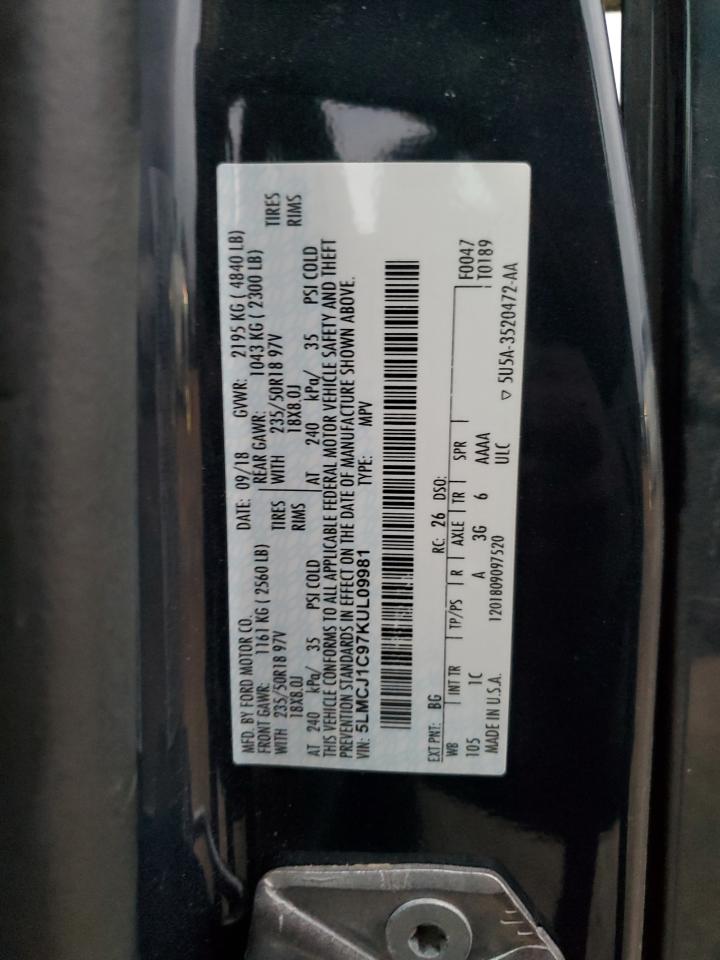 MFD. BY FORD MOTOR CO. DATE: 09/18 GVWR: 2195 KG ( 4840 LB)
FRONT GAWR: 1161 KG ( 2560 LB) REAR GAWR: 1043 KG ( 2300 LB)
WITH 235/50R18 97V TIRES WITH 235/50R18 97V TIRES
18X8.0J RIMS 18X8.0J RIMS
AT 240 kPa/ 35 PSI COLD AT 240 kPa/ 35 PSI COLD
THIS VEHICLE CONFORMS TO ALL APPLICABLE FEDERAL MOTOR VEHICLE SAFETY AND THEFT
PREVENTION STANDARDS IN EFFECT ON THE DATE OF MANUFACTURE SHOWN ABOVE.
VIN: 5LMCJ1C97KUL09981 TYPE: MPV
EXT PNT: BG RC: 26 DSO:
WB INT TR TP/PS R AXLE TR SPR F0047
105 1C A 3G 6 AAAA T0189
MADE IN U.S.A. 1201809097520 ULC ▽ 5U5A-3520472-AA